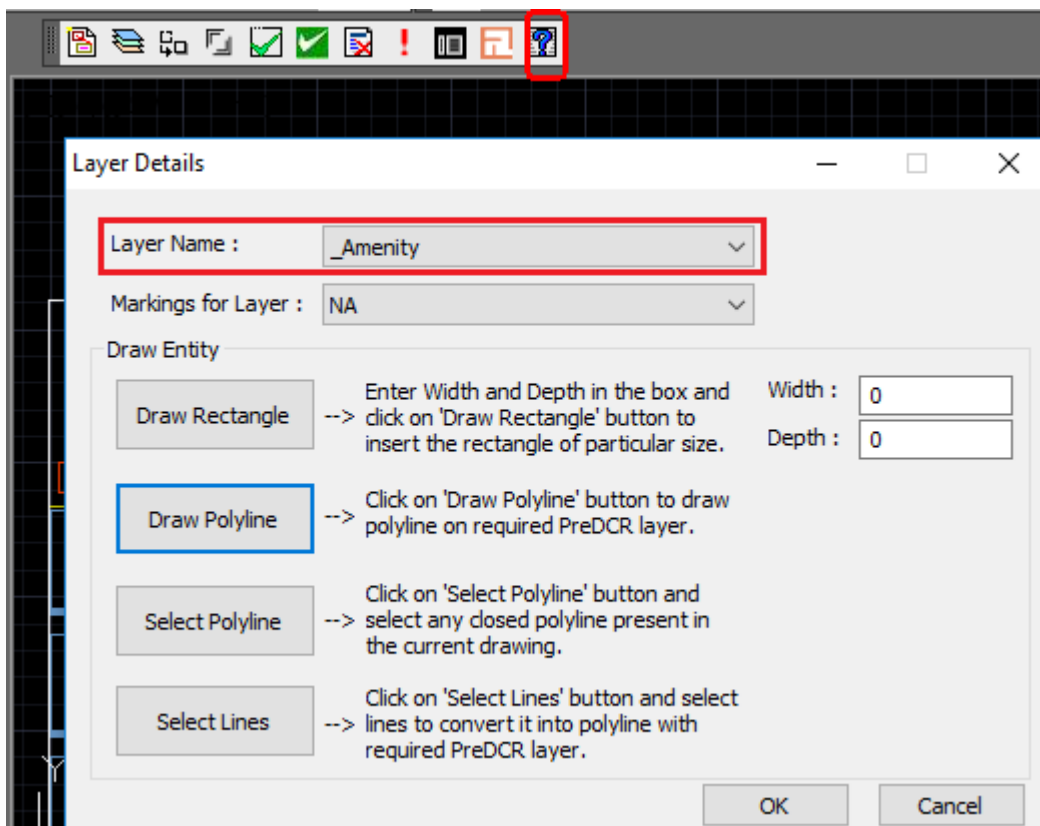 Layer Details
Layer Name :
_Amenity
Markings for Layer :
NA
Draw Entity
Draw Rectangle
--> Enter Width and Depth in the box and
click on 'Draw Rectangle' button to
insert the rectangle of particular size.
Width :
0
Depth :
0
Draw Polyline
--> Click on 'Draw Polyline' button to draw
polyline on required PreDCR layer.
Select Polyline
--> Click on 'Select Polyline' button and
select any closed polyline present in
the current drawing.
Select Lines
--> Click on 'Select Lines' button and select
lines to convert it into polyline with
required PreDCR layer.
OK
Cancel
Y